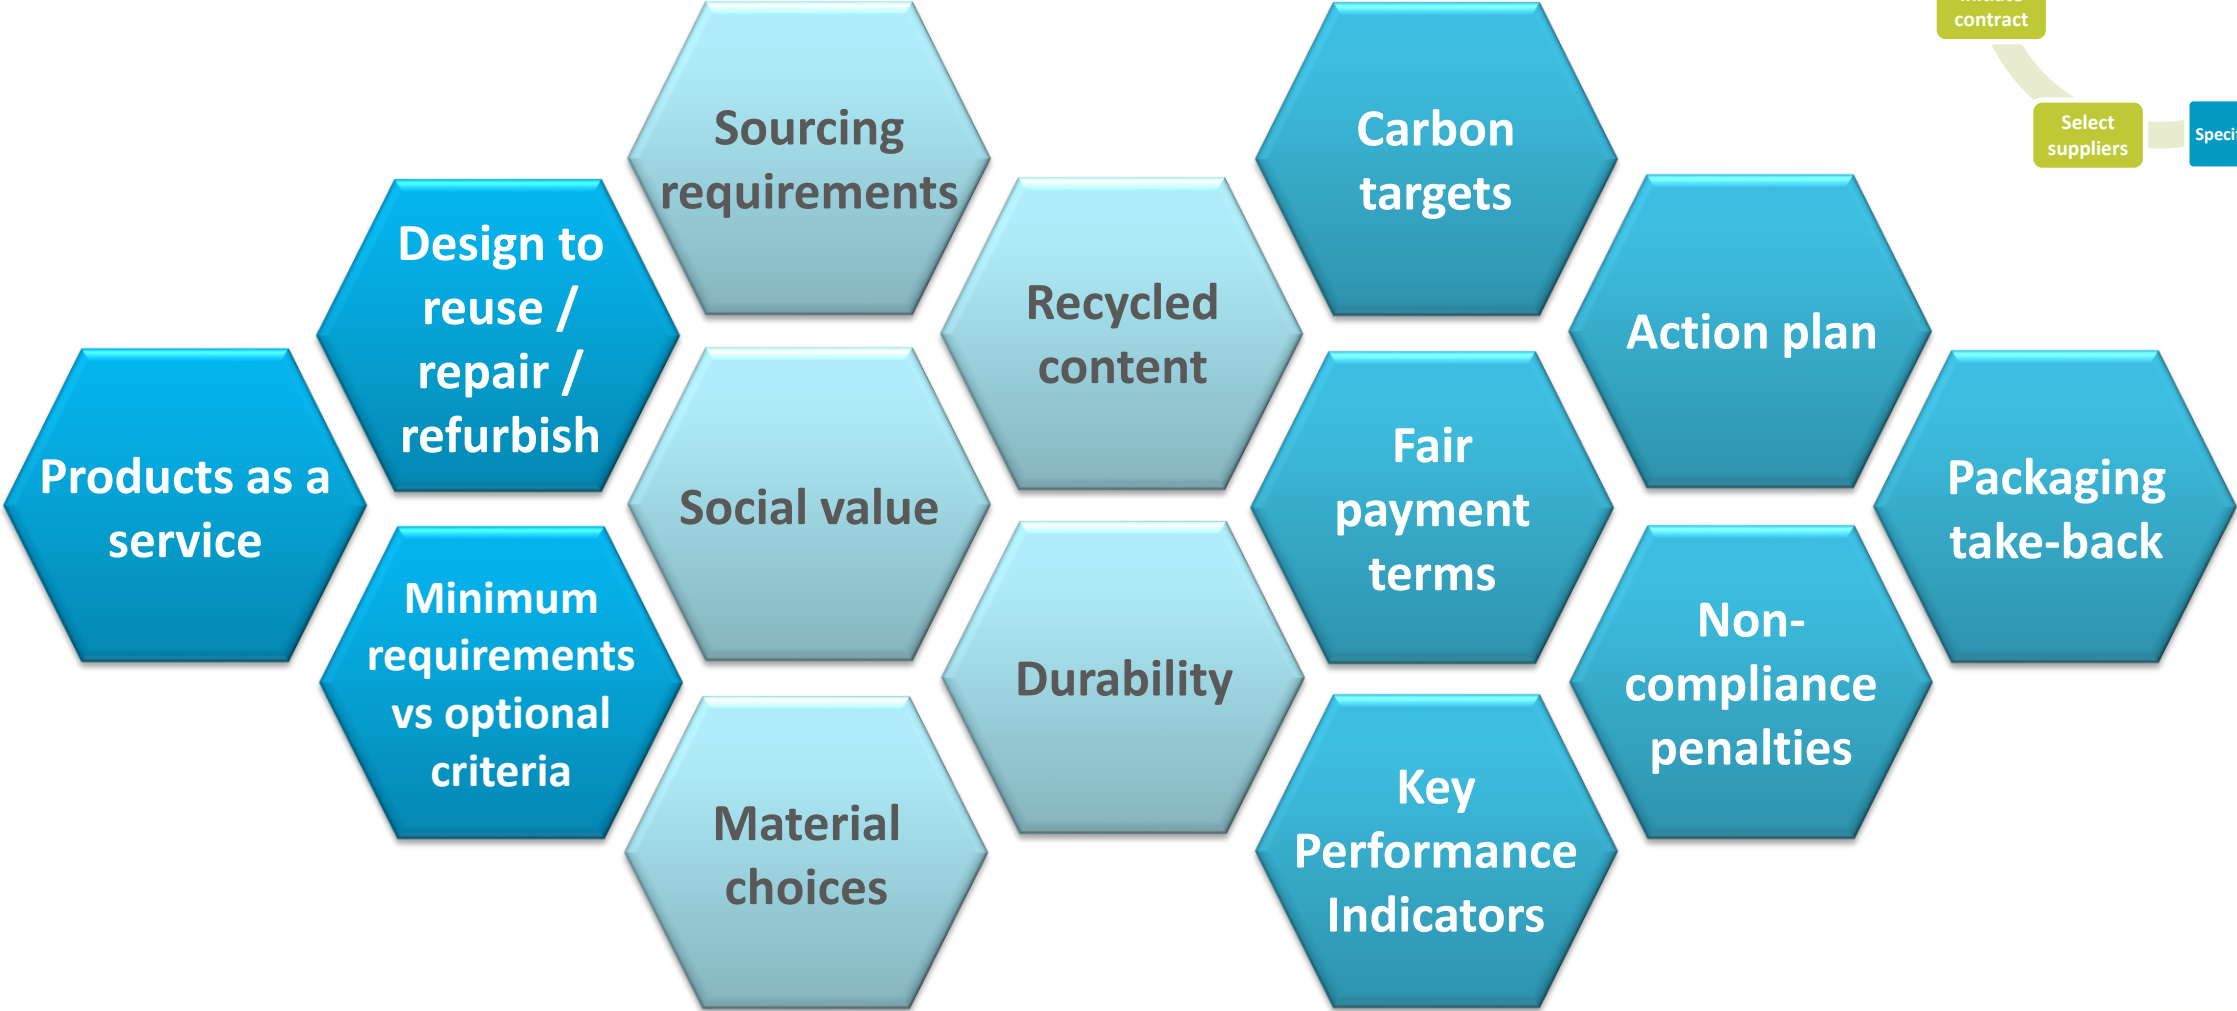 contract
Select
suppliers
Sourcing
requirements
Carbon
targets
Design to
reuse /
repair /
refurbish
Recycled
content
Action plan
Products as a
service
Social value
Fair
payment
terms
Packaging
take-back
Minimum
requirements
vs optional
criteria
Durability
Non-
compliance
penalties
Material
choices
Key
Performance
Indicators